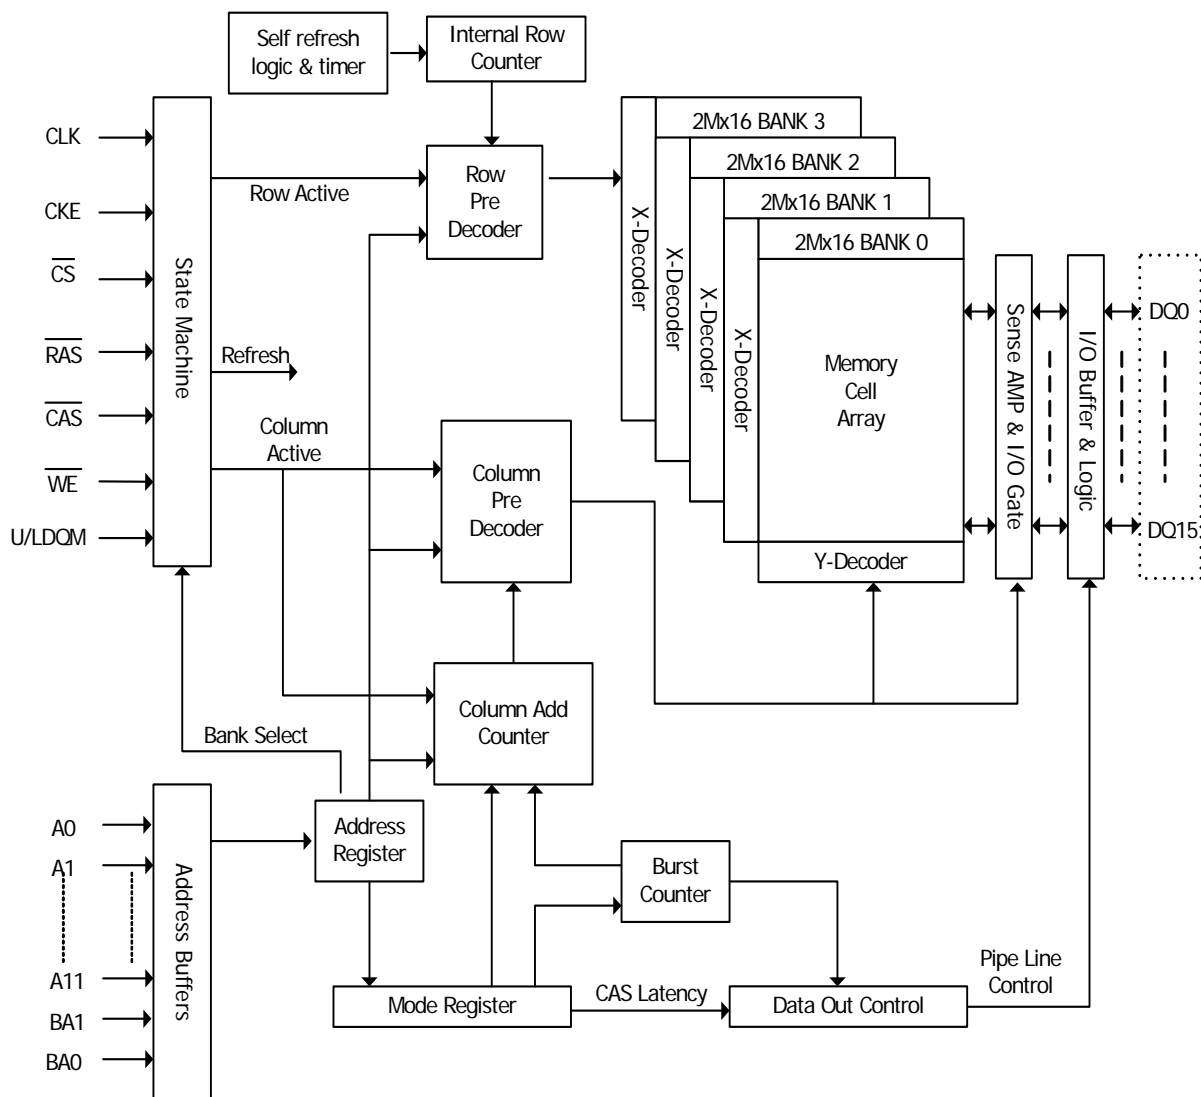 Self refresh
logic & timer
Internal Row
Counter
CLK
CKE
CS
RAS
CAS
WE
U/LDQM
State Machine
Row Active
Refresh
Column
Active
Row
Pre
Decoder
Column
Pre
Decoder
Column Add
Counter
2Mx16 BANK 3
2Mx16 BANK 2
2Mx16 BANK 1
2Mx16 BANK 0
X-Decoder
X-Decoder
X-Decoder
X-Decoder
Memory
Cell
Array
Y-Decoder
Sense AMP & I/O Gate
I/O Buffer & Logic
DQ0
DQ15
Bank Select
A0
A1
A11
BA1
BA0
Address Buffers
Address
Register
Burst
Counter
Mode Register
CAS Latency
Data Out Control
Pipe Line
Control